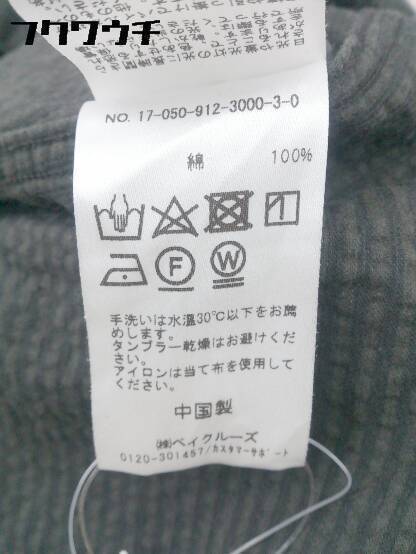 フクワウチ
NO. 17-050-912-3000-3-0
綿 100%
F
W
手洗いは水温30℃以下をお薦
めします。
タンブラー乾燥はお避けくだ
さい。
アイロンは当て布を使用して
ください。
中国製
㈱ベイクルーズ
0120-301457/カスタマーサポート